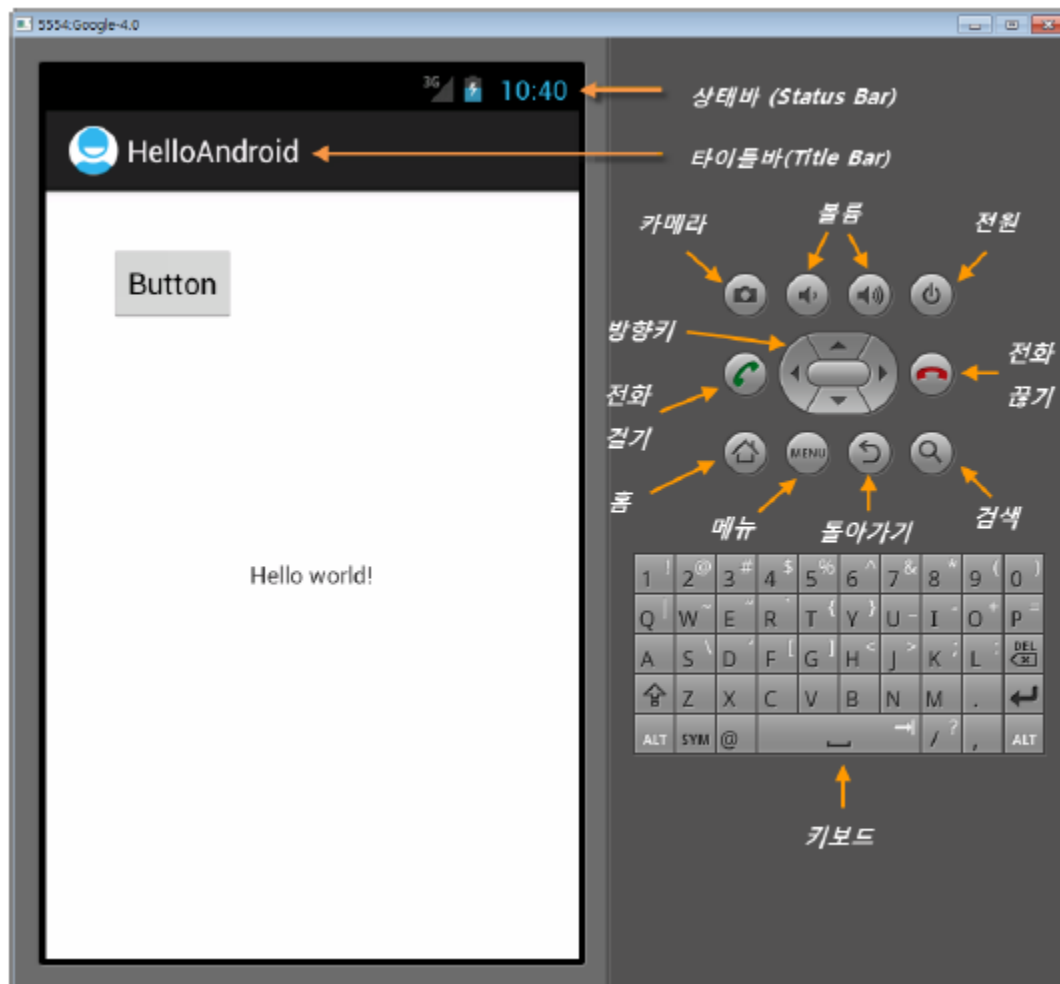 5554:Google-4.0
3G 10:40
상태바 (Status Bar)
HelloAndroid
타이틀바(Title Bar)
카메라
볼륨
전원
Button
방향키
전화
끊기
전화
걸기
MENU
홈
메뉴
돌아가기
검색
Hello world!
1 ! 2 @ 3 # 4 $ 5 % 6 ^ 7 & 8 * 9 ( 0 )
Q | W ~ E " R ` T { Y } U _ I - O + P =
A S \ D ' F [ G ] H < J > K ; L : DEL
Z X C V B N M .
ALT SYM @ / ? , ALT
키보드